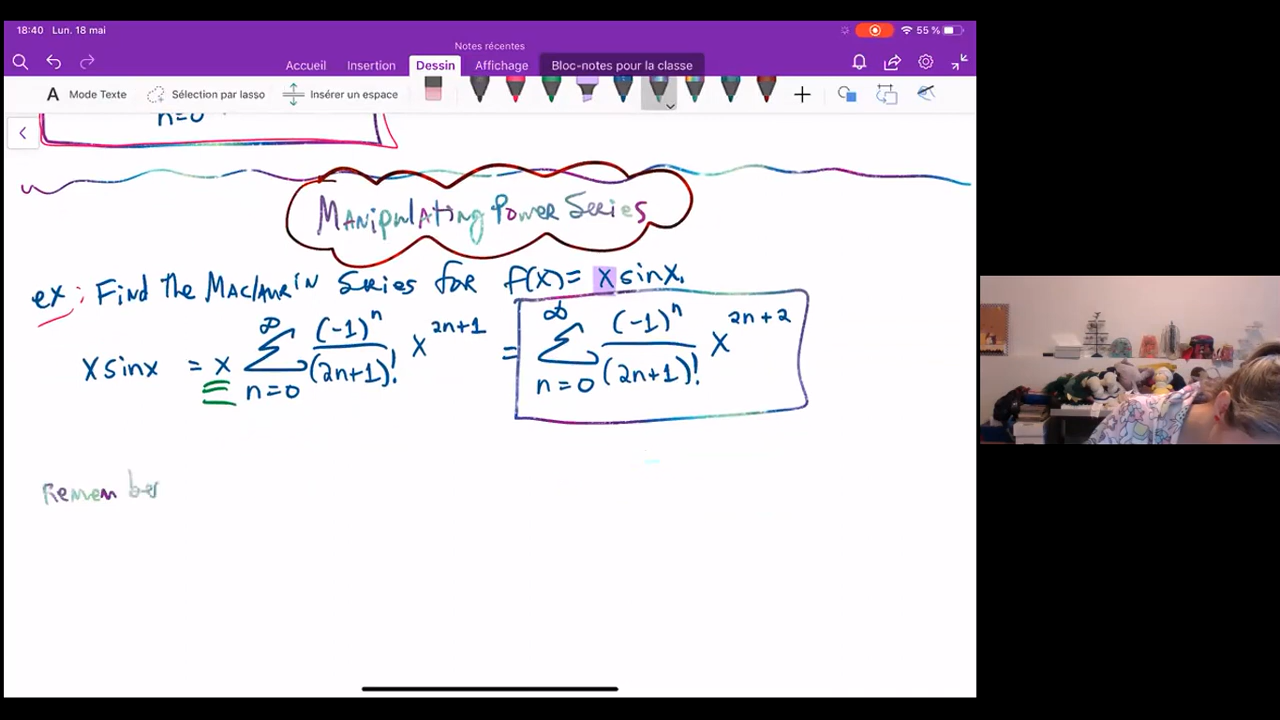 18:40 Lun. 18 mai
55 %
Notes récentes
Accueil Insertion Dessin Affichage Bloc-notes pour la classe
A Mode Texte Sélection par lasso Insérer un espace
n=0
Manipulating Power Series
ex: Find the Maclaurin Series for f(x)= x sinx.
x sinx = x ∞∑n=0 (-1)^n/(2n+1)! x^2n+1 = ∞∑n=0 (-1)^n/(2n+1)! x^2n+2
Remember